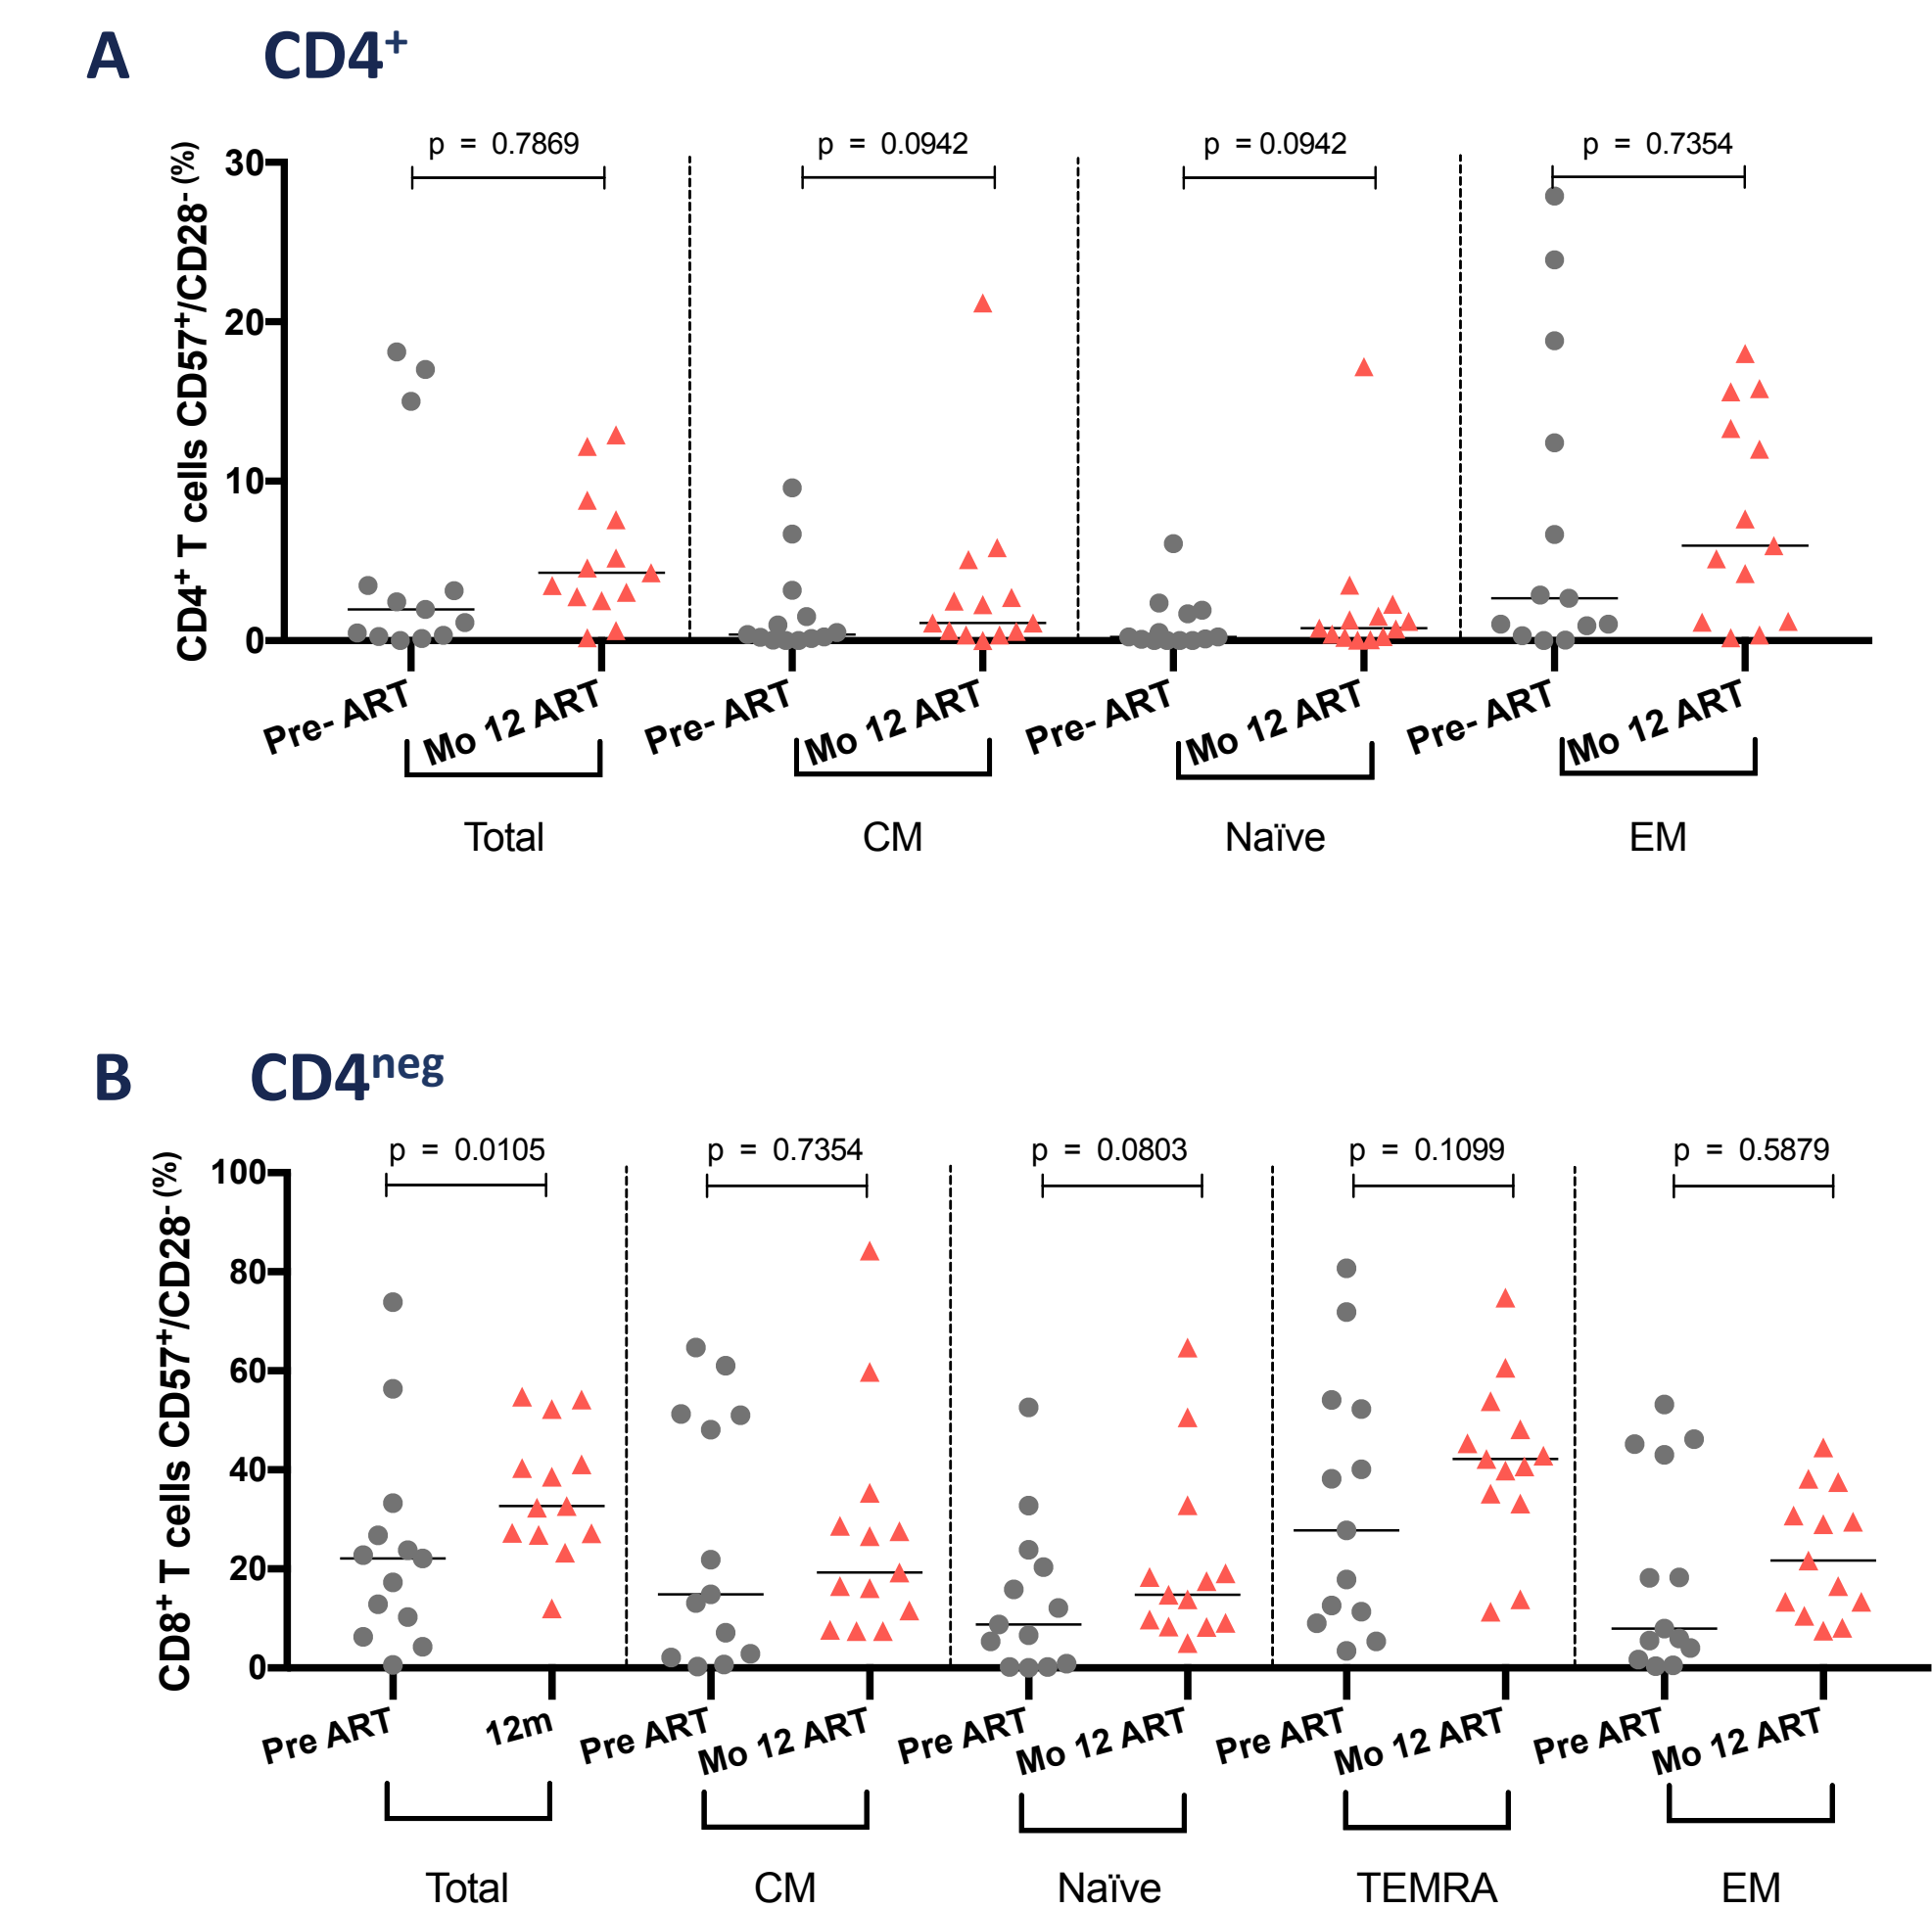 A CD4⁺
p = 0.7869 p = 0.0942 p = 0.0942 p = 0.7354
CD4⁺ T cells CD57⁺/CD28⁻ (%)
30
20
10
0
Pre- ART Mo 12 ART Pre- ART Mo 12 ART Pre- ART Mo 12 ART Pre- ART Mo 12 ART
Total CM Naïve EM
B CD4ⁿᵉᵍ
p = 0.0105 p = 0.7354 p = 0.0803 p = 0.1099 p = 0.5879
CD8⁺ T cells CD57⁺/CD28⁻ (%)
100
80
60
40
20
0
Pre ART 12m Pre ART Mo 12 ART Pre ART Mo 12 ART Pre ART Mo 12 ART Pre ART Mo 12 ART
Total CM Naïve TEMRA EM